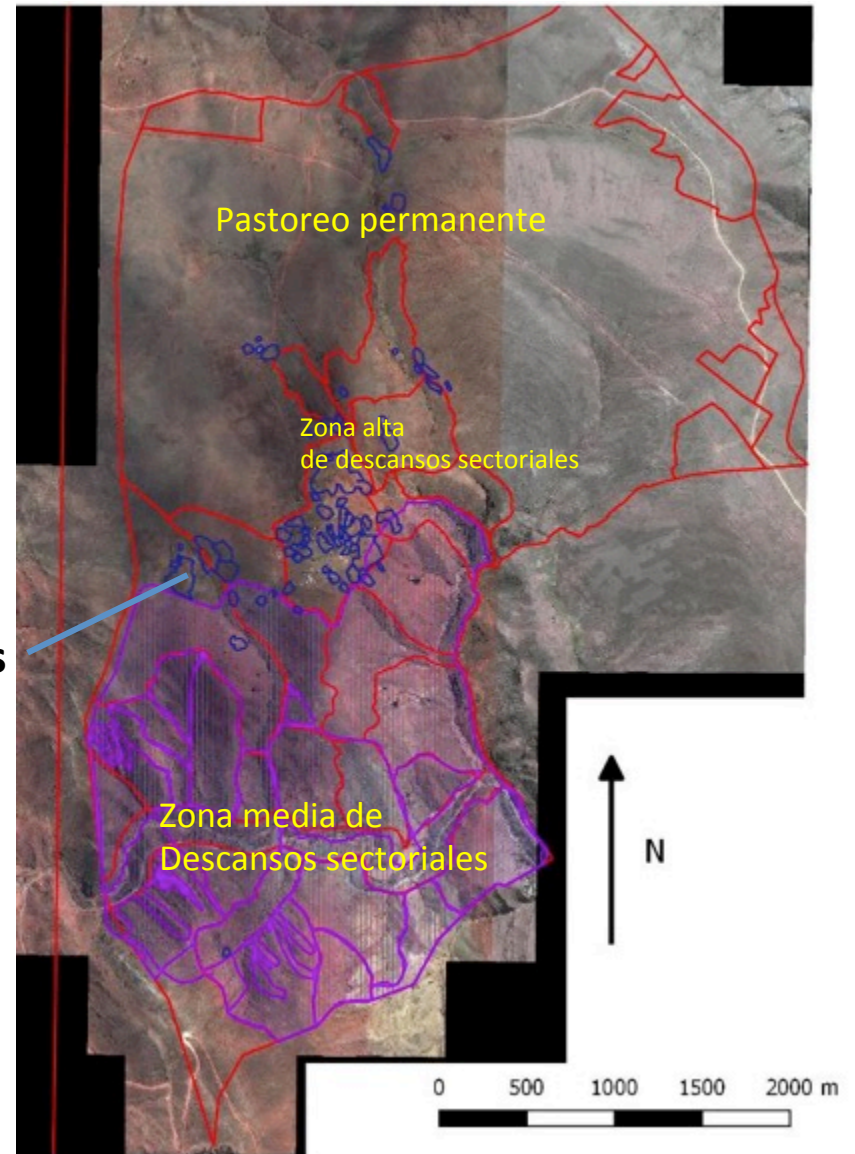 Pastoreo permanente
Zona alta
de descansos sectoriales
s
Zona media de
Descansos sectoriales
N
0 500 1000 1500 2000 m